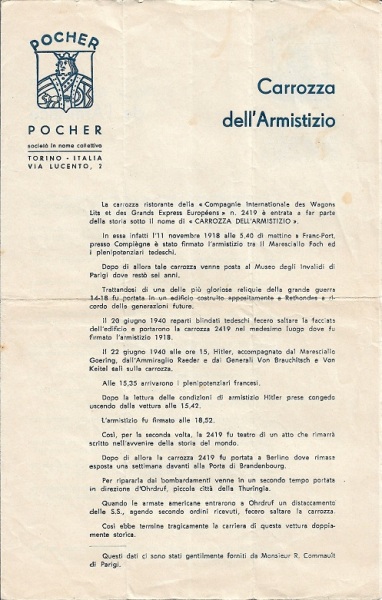 POCHER
POCHER
società in nome collettivo
TORINO - ITALIA
VIA LUCENTO, 2
Carrozza
dell'Armistizio
La carrozza ristorante della « Compagnie Internationale des Wagons
Lits et des Grands Express Européens » n. 2419 è entrata a far parte
della storia sotto il nome di « CARROZZA DELL'ARMISTIZIO ».
In essa infatti l'11 novembre 1918 alle 5,40 di mattino a Franc-Port,
presso Complègne è stato firmato l'armistizio tra il Maresciallo Foch ed
i plenipotenziari tedeschi.
Dopo di allora tale carrozza venne posta al Museo degli Invalidi di
Parigi dove restò sei anni.
Trattandosi di una delle più gloriose reliquie della grande guerra
14-18 fu portata in un edificio costruito appositamente a Rethondre a ri-
cordo della generazioni future.
Il 20 giugno 1940 reparti blindati tedeschi fecero saltare la facciata
dell'edificio e portarono la carrozza 2419 nel medesimo luogo dove fu
firmato l'armistizio 1918.
Il 22 giugno 1940 alle ore 15, Hitler, accompagnato dal Maresciallo
Goering, dall'Ammiraglio Raeder e dai Generali Von Brauchitsch e Von
Keitel salì sulla carrozza.
Alle 15,35 arrivarono i plenipotenziari francesi.
Dopo la lettura delle condizioni di armistizio Hitler prese congedo
uscendo dalla vettura alle 15,42.
L'armistizio fu firmato alle 18,52.
Così, per la seconda volta, la 2419 fu teatro di un atto che rimarrà
scritto nell'avvenire della storia del mondo.
Dopo di allora la carrozza 2419 fu portata a Berlino dove rimase
esposta una settimana davanti alla Porte di Brandenbourg.
Per ripararla dai bombardamenti venne in un secondo tempo portata
in direzione d'Ohrdruf, piccola città della Thuringia.
Quando le armate americane entrarono a Ohrdruf un distaccamento
delle S.S., agendo secondo ordini ricevuti, fecero saltare la carrozza.
Così ebbe termine tragicamente la carriera di questa vettura doppia-
mente storica.
Questi dati ci sono stati gentilmente forniti da Monsieur R. Commault
di Parigi.